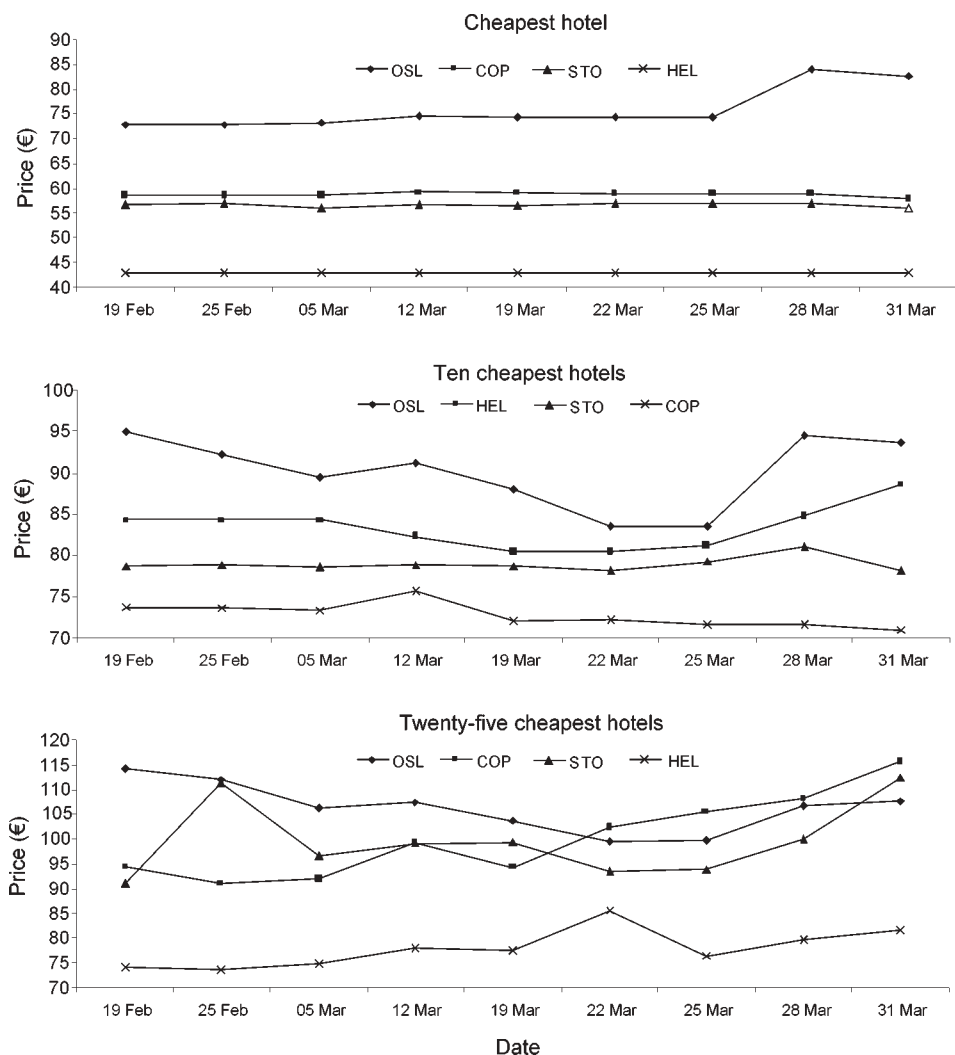 Cheapest hotel
90
85
80
75
70
65
60
55
50
45
40
Price (€)
OSL COP STO HEL
19 Feb 25 Feb 05 Mar 12 Mar 19 Mar 22 Mar 25 Mar 28 Mar 31 Mar
Ten cheapest hotels
100
95
90
85
80
75
70
Price (€)
OSL HEL STO COP
19 Feb 25 Feb 05 Mar 12 Mar 19 Mar 22 Mar 25 Mar 28 Mar 31 Mar
Twenty-five cheapest hotels
120
115
110
105
100
95
90
85
80
75
70
Price (€)
OSL COP STO HEL
19 Feb 25 Feb 05 Mar 12 Mar 19 Mar 22 Mar 25 Mar 28 Mar 31 Mar
Date